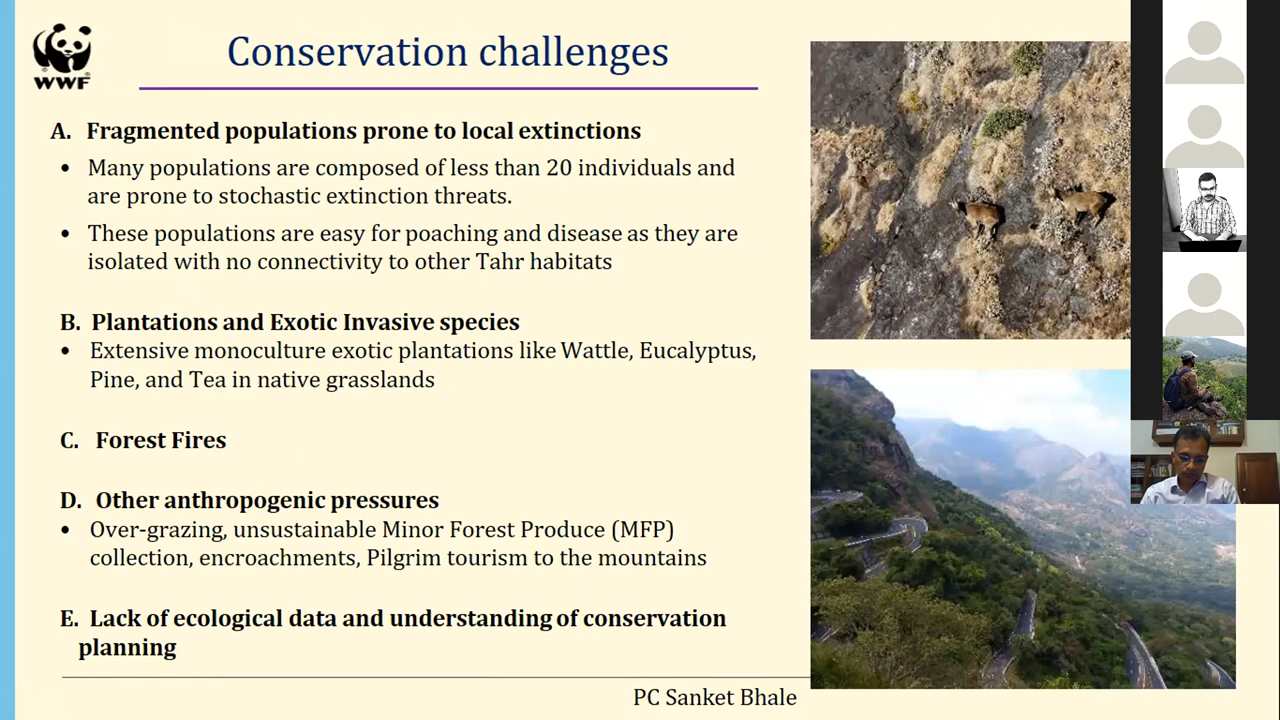 WWF
Conservation challenges
A. Fragmented populations prone to local extinctions
• Many populations are composed of less than 20 individuals and
are prone to stochastic extinction threats.
• These populations are easy for poaching and disease as they are
isolated with no connectivity to other Tahr habitats
B. Plantations and Exotic Invasive species
• Extensive monoculture exotic plantations like Wattle, Eucalyptus,
Pine, and Tea in native grasslands
C. Forest Fires
D. Other anthropogenic pressures
• Over-grazing, unsustainable Minor Forest Produce (MFP)
collection, encroachments, Pilgrim tourism to the mountains
E. Lack of ecological data and understanding of conservation
planning
PC Sanket Bhale